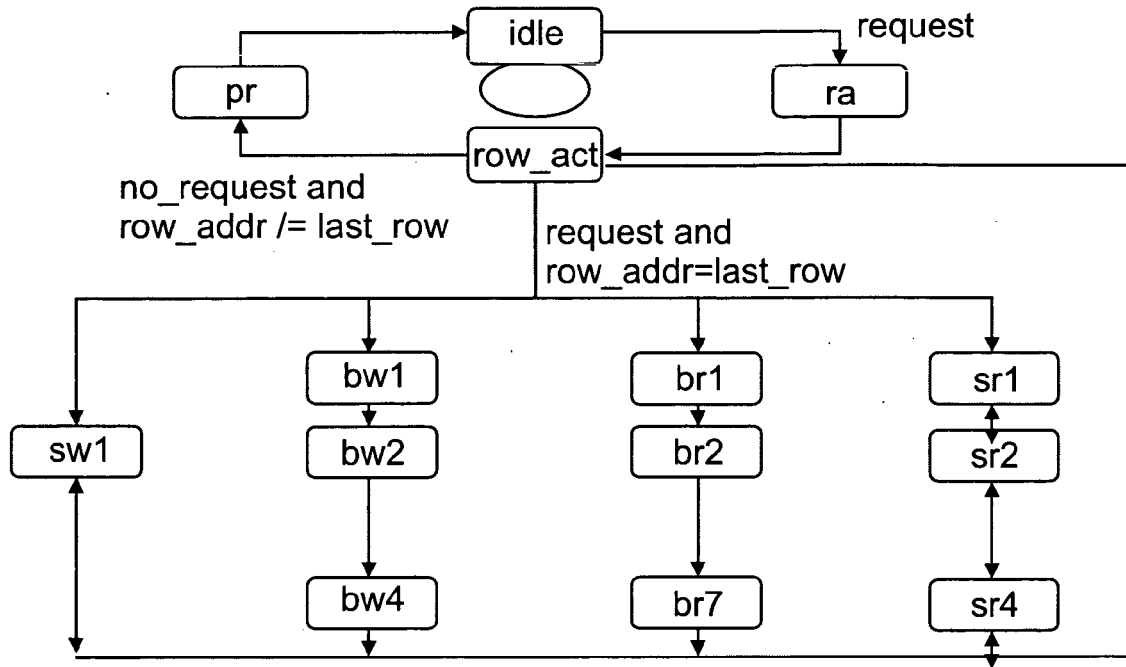 idle
request
pr
ra
row_act
no_request and
row_addr /= last_row
request and
row_addr=last_row
bw1
br1
sr1
sw1
bw2
br2
sr2
bw4
br7
sr4